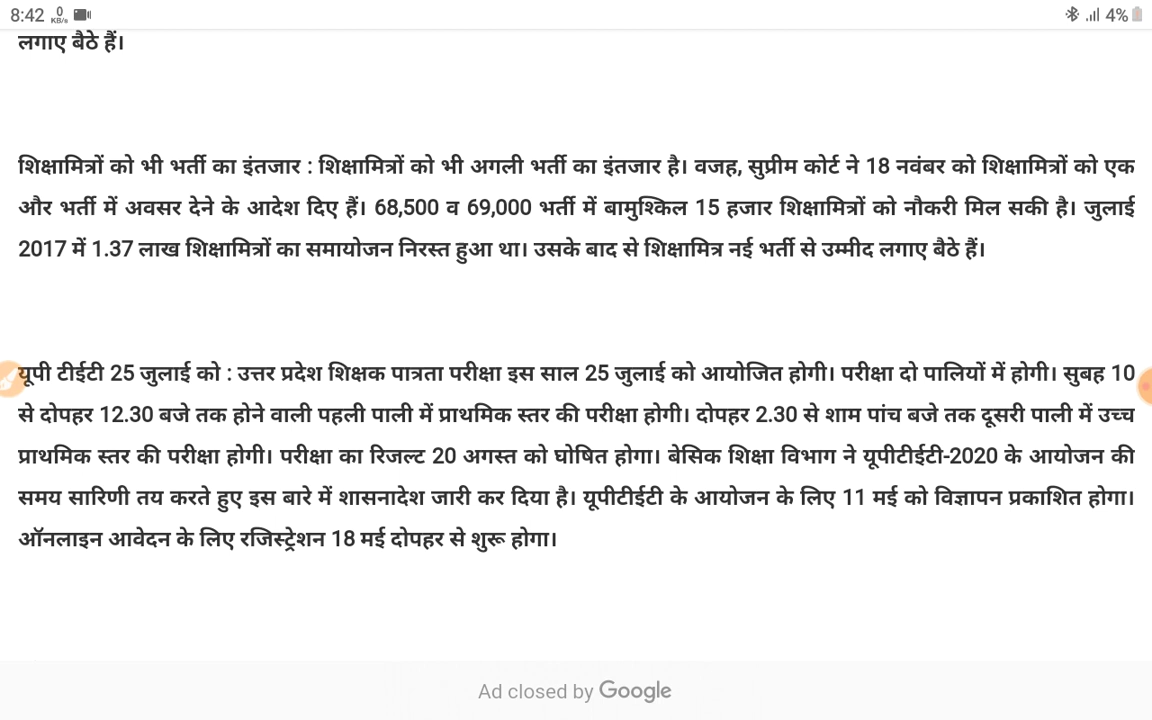 8:42 0 KB/s 4%
लगाए बैठे हैं।
शिक्षामित्रों को भी भर्ती का इंतजार : शिक्षामित्रों को भी अगली भर्ती का इंतजार है। वजह, सुप्रीम कोर्ट ने 18 नवंबर को शिक्षामित्रों को एक
और भर्ती में अवसर देने के आदेश दिए हैं। 68,500 व 69,000 भर्ती में बामुश्किल 15 हजार शिक्षामित्रों को नौकरी मिल सकी है। जुलाई
2017 में 1.37 लाख शिक्षामित्रों का समायोजन निरस्त हुआ था। उसके बाद से शिक्षामित्र नई भर्ती से उम्मीद लगाए बैठे हैं।
यूपी टीईटी 25 जुलाई को : उत्तर प्रदेश शिक्षक पात्रता परीक्षा इस साल 25 जुलाई को आयोजित होगी। परीक्षा दो पालियों में होगी। सुबह 10
से दोपहर 12.30 बजे तक होने वाली पहली पाली में प्राथमिक स्तर की परीक्षा होगी। दोपहर 2.30 से शाम पांच बजे तक दूसरी पाली में उच्च
प्राथमिक स्तर की परीक्षा होगी। परीक्षा का रिजल्ट 20 अगस्त को घोषित होगा। बेसिक शिक्षा विभाग ने यूपीटीईटी-2020 के आयोजन की
समय सारिणी तय करते हुए इस बारे में शासनादेश जारी कर दिया है। यूपीटीईटी के आयोजन के लिए 11 मई को विज्ञापन प्रकाशित होगा।
ऑनलाइन आवेदन के लिए रजिस्ट्रेशन 18 मई दोपहर से शुरू होगा।
Ad closed by Google